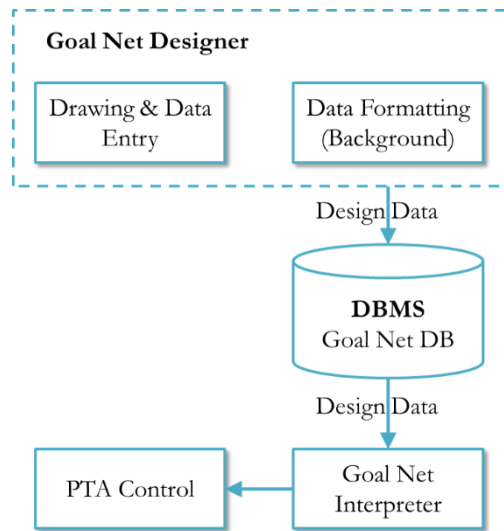 Goal Net Designer
Drawing & Data
Entry
Data Formatting
(Background)
Design Data
DBMS
Goal Net DB
Design Data
PTA Control
Goal Net
Interpreter